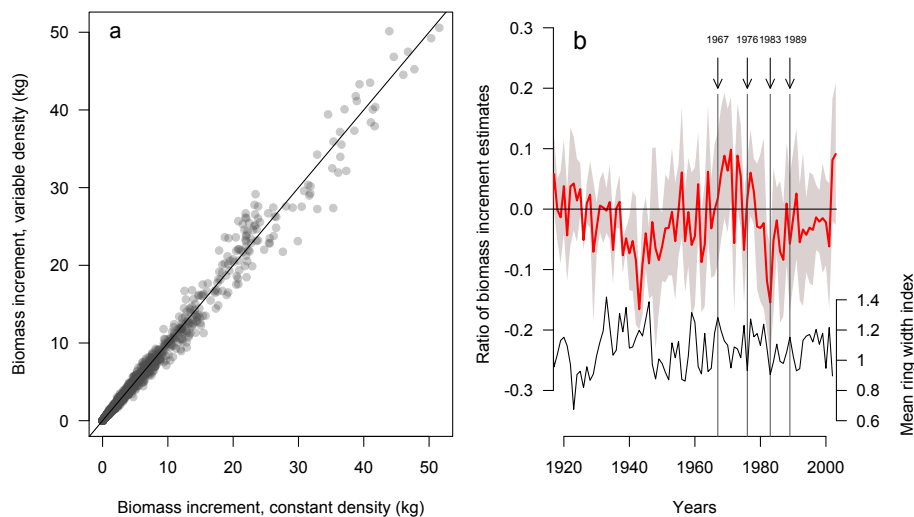 a
Biomass increment, variable density (kg)
50
40
30
20
10
0
0 10 20 30 40 50
Biomass increment, constant density (kg)
b
1967 1976 1983 1989
Ratio of biomass increment estimates
0.3
0.2
0.1
0.0
-0.1
-0.2
-0.3
1.4
1.2
1
0.8
0.6
Mean ring width index
1920 1940 1960 1980 2000
Years